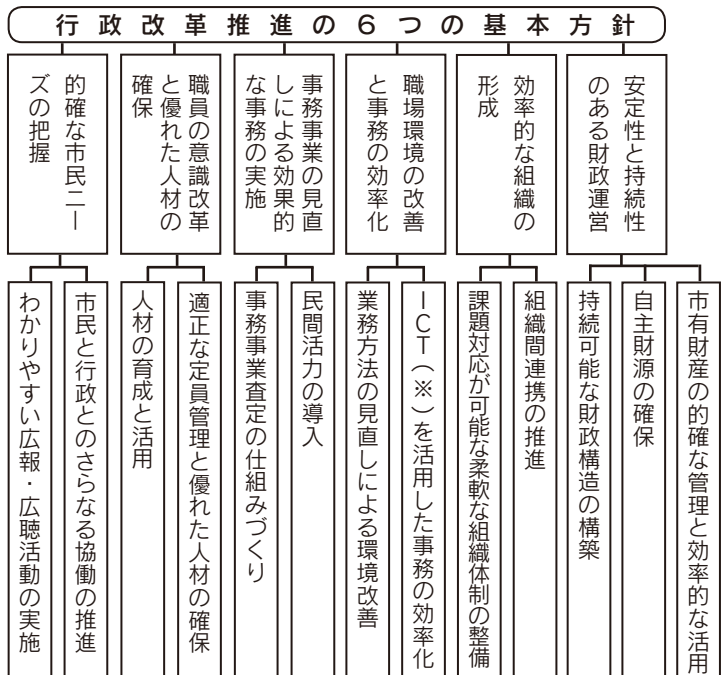 行政改革推進の６つの基本方針
安定性と持続性
のある財政運営
効率的な組織の
形成
職場環境の改善
と事務の効率化
事務事業の見直
しによる効果的
な事務の実施
職員の意識改革
と優れた人材の
確保
的確な市民ニー
ズの把握
市有財産の的確な管理と効率的な活用
自主財源の確保
持続可能な財政構造の構築
組織間連携の推進
課題対応が可能な柔軟な組織体制の整備
ICT（※）を活用した事務の効率化
業務方法の見直しによる環境改善
民間活力の導入
事務事業査定の仕組みづくり
適正な定員管理と優れた人材の確保
人材の育成と活用
市民と行政とのさらなる協働の推進
わかりやすい広報・広聴活動の実施